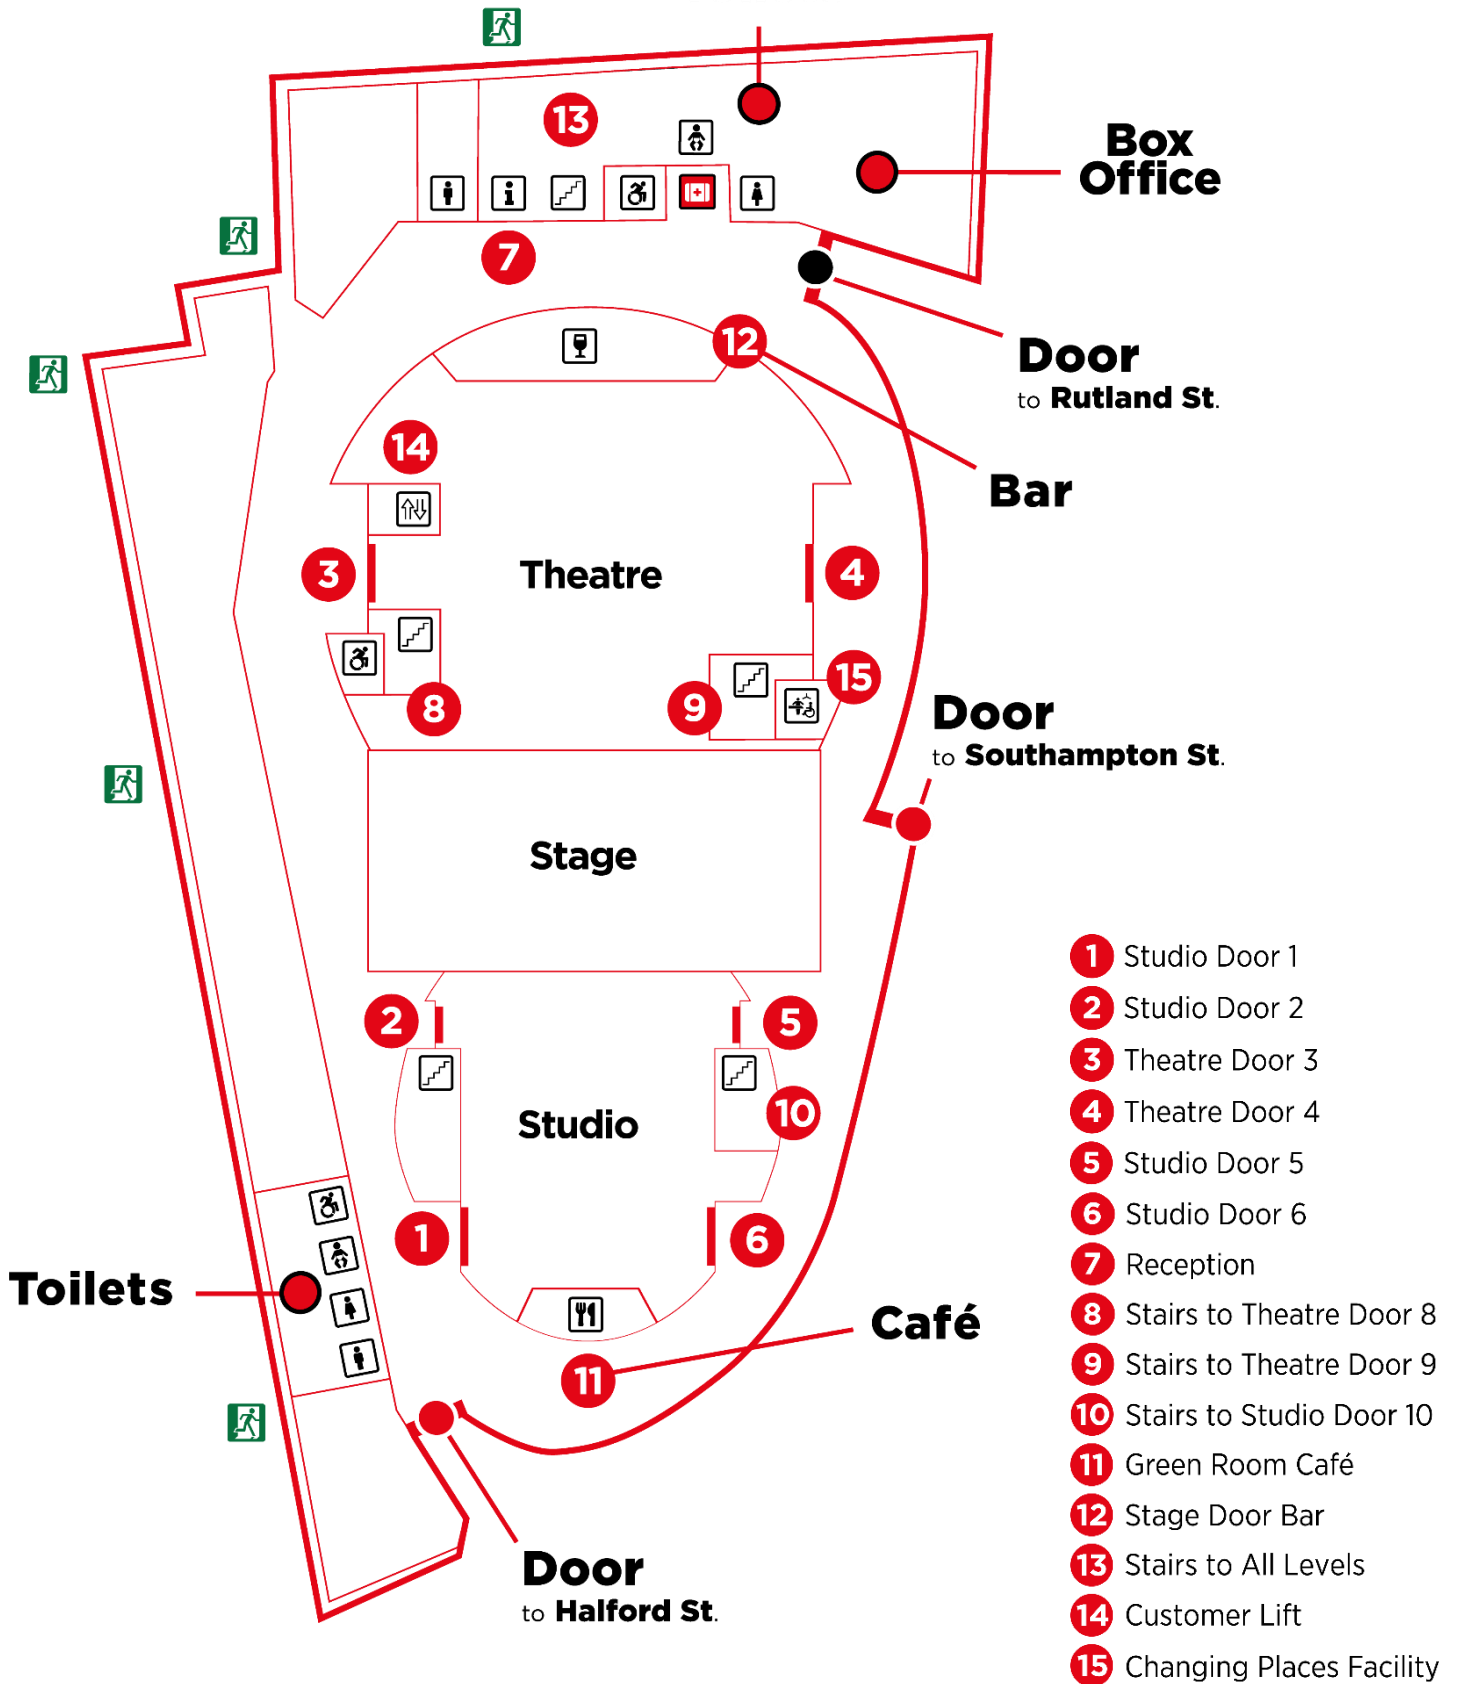 13
Box
Office
7
12
Door
to Rutland St.
Bar
14
3
Theatre
4
8
9
15
Door
to Southampton St.
Stage
2
5
10
Studio
1
6
Toilets
Café
11
Door
to Halford St.
1 Studio Door 1
2 Studio Door 2
3 Theatre Door 3
4 Theatre Door 4
5 Studio Door 5
6 Studio Door 6
7 Reception
8 Stairs to Theatre Door 8
9 Stairs to Theatre Door 9
10 Stairs to Studio Door 10
11 Green Room Café
12 Stage Door Bar
13 Stairs to All Levels
14 Customer Lift
15 Changing Places Facility